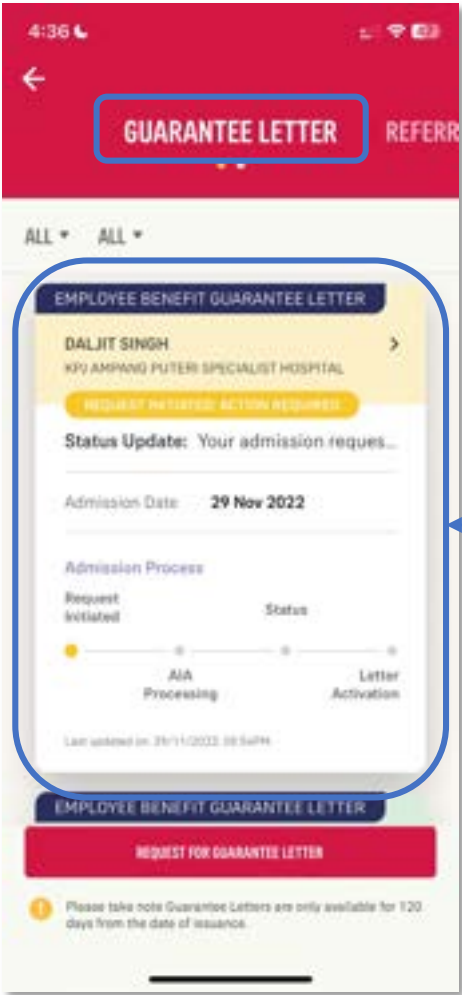 4:36
GUARANTEE LETTER REFERR
ALL ALL
EMPLOYEE BENEFIT GUARANTEE LETTER
DALJIT SINGH
KPJ AMPANG PUTERI SPECIALIST HOSPITAL
REQUEST INITIATED: ACTION REQUIRED
Status Update: Your admission reques...
Admission Date 29 Nov 2022
Admission Process
Request
Initiated
Status
AIA
Processing
Letter
Activation
Last updated on: 29/11/2022,
EMPLOYEE BENEFIT GUARANTEE LETTER
REQUEST FOR GUARANTEE LETTER
Please take note Guarantee Letters are only available for 120
days from the date of issuance.